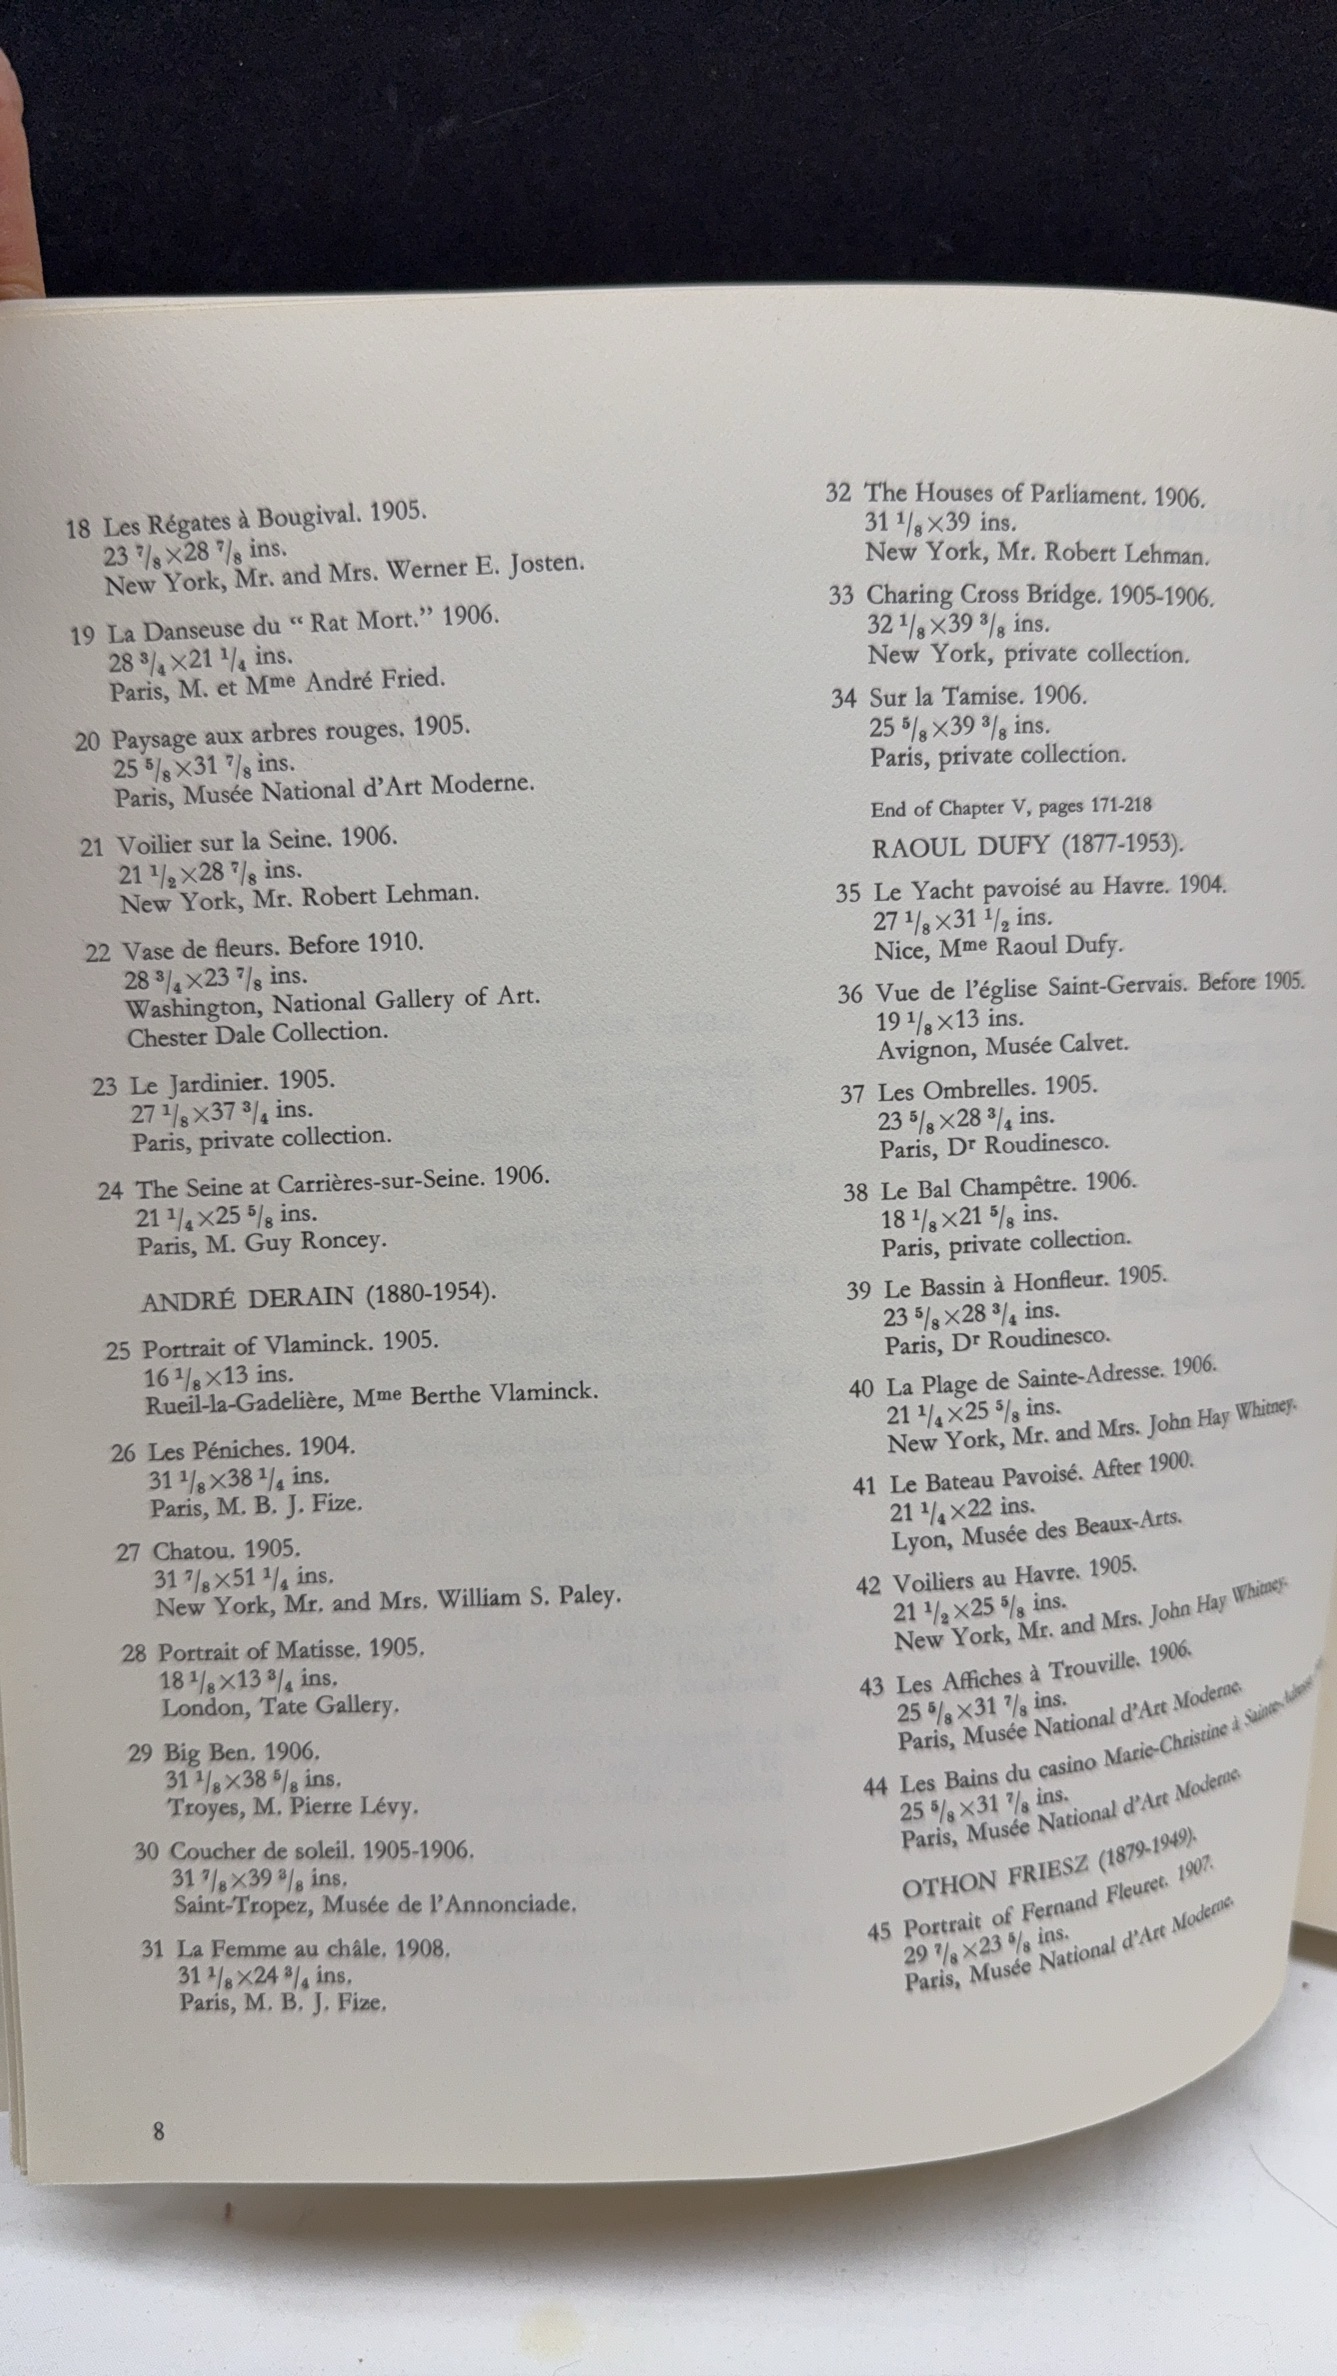 18 Les Régates à Bougival. 1905.
23 7/8 ×28 7/8 ins.
New York, Mr. and Mrs. Werner E. Josten.
19 La Danseuse du “ Rat Mort.” 1906.
28 3/4 ×21 1/4 ins.
Paris, M. et Mme André Fried.
20 Paysage aux arbres rouges. 1905.
25 5/8 ×31 7/8 ins.
Paris, Musée National d’Art Moderne.
21 Voilier sur la Seine. 1906.
21 1/2 ×28 7/8 ins.
New York, Mr. Robert Lehman.
22 Vase de fleurs. Before 1910.
28 3/4 ×23 7/8 ins.
Washington, National Gallery of Art.
Chester Dale Collection.
23 Le Jardinier. 1905.
27 1/8 ×37 3/4 ins.
Paris, private collection.
24 The Seine at Carrières-sur-Seine. 1906.
21 1/4 ×25 5/8 ins.
Paris, M. Guy Roncey.
ANDRÉ DERAIN (1880-1954).
25 Portrait of Vlaminck. 1905.
16 1/8 ×13 ins.
Rueil-la-Gadelière, Mme Berthe Vlaminck.
26 Les Péniches. 1904.
31 1/8 ×38 1/4 ins.
Paris, M. B. J. Fize.
27 Chatou. 1905.
31 7/8 ×51 1/4 ins.
New York, Mr. and Mrs. William S. Paley.
28 Portrait of Matisse. 1905.
18 1/8 ×13 3/4 ins.
London, Tate Gallery.
29 Big Ben. 1906.
31 1/8 ×38 5/8 ins.
Troyes, M. Pierre Lévy.
30 Coucher de soleil. 1905-1906.
31 7/8 ×39 3/8 ins.
Saint-Tropez, Musée de l’Annonciade.
31 La Femme au châle. 1908.
31 1/8 ×24 3/4 ins.
Paris, M. B. J. Fize.
8
32 The Houses of Parliament. 1906.
31 1/8 ×39 ins.
New York, Mr. Robert Lehman.
33 Charing Cross Bridge. 1905-1906.
32 1/8 ×39 3/8 ins.
New York, private collection.
34 Sur la Tamise. 1906.
25 5/8 ×39 3/8 ins.
Paris, private collection.
End of Chapter V, pages 171-218
RAOUL DUFY (1877-1953).
35 Le Yacht pavoisé au Havre. 1904.
27 1/8 ×31 1/2 ins.
Nice, Mme Raoul Dufy.
36 Vue de l’église Saint-Gervais. Before 1905.
19 1/8 ×13 ins.
Avignon, Musée Calvet.
37 Les Ombrelles. 1905.
23 5/8 ×28 3/4 ins.
Paris, Dr Roudinesco.
38 Le Bal Champêtre. 1906.
18 1/8 ×21 5/8 ins.
Paris, private collection.
39 Le Bassin à Honfleur. 1905.
23 5/8 ×28 3/4 ins.
Paris, Dr Roudinesco.
40 La Plage de Sainte-Adresse. 1906.
21 1/4 ×25 5/8 ins.
New York, Mr. and Mrs. John Hay Whitney.
41 Le Bateau Pavoisé. After 1900.
21 1/4 ×22 ins.
Lyon, Musée des Beaux-Arts.
42 Voiliers au Havre. 1905.
21 1/2 ×25 5/8 ins.
New York, Mr. and Mrs. John Hay Whitney.
43 Les Affiches à Trouville. 1906.
25 5/8 ×31 7/8 ins.
Paris, Musée National d’Art Moderne.
44 Les Bains du casino Marie-Christine à Sainte-Adresse
25 5/8 ×31 7/8 ins.
Paris, Musée National d’Art Moderne.
OTHON FRIESZ (1879-1949).
45 Portrait of Fernand Fleuret. 1907.
29 7/8 ×23 5/8 ins.
Paris, Musée National d’Art Moderne.